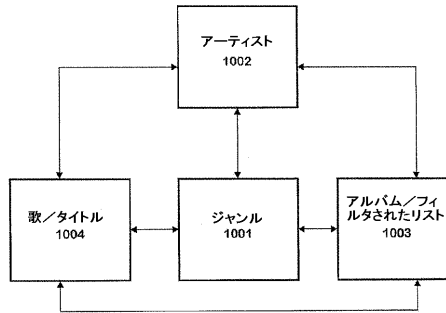 アーティスト
1002
歌／タイトル
1004
ジャンル
1001
アルバム／フィ
ルタされたリスト
1003